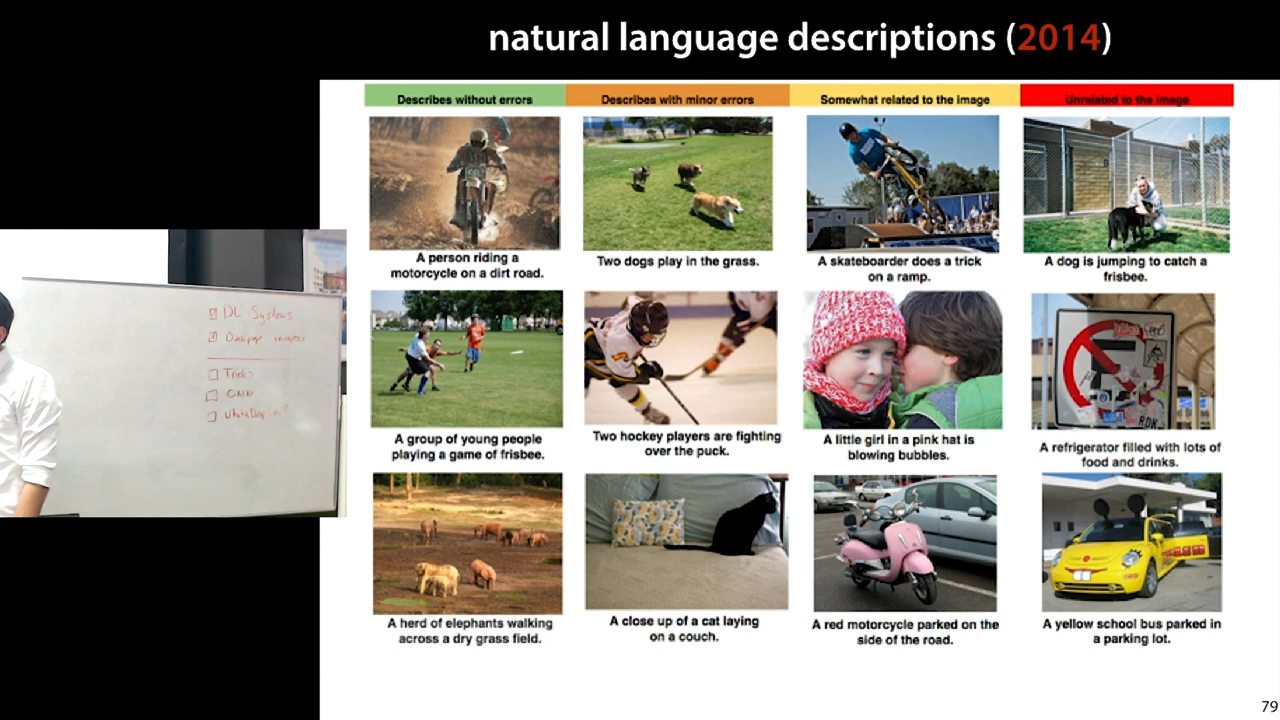 natural language descriptions (2014)
Describes without errors
Describes with minor errors
Somewhat related to the image
Unrelated to the image
A person riding a
motorcycle on a dirt road.
Two dogs play in the grass.
A skateboarder does a trick
on a ramp.
A dog is jumping to catch a
frisbee.
A group of young people
playing a game of frisbee.
Two hockey players are fighting
over the puck.
A little girl in a pink hat is
blowing bubbles.
A refrigerator filled with lots of
food and drinks.
A herd of elephants walking
across a dry grass field.
A close up of a cat laying
on a couch.
A red motorcycle parked on the
side of the road.
A yellow school bus parked in
a parking lot.
DL Systems
Tricks
79